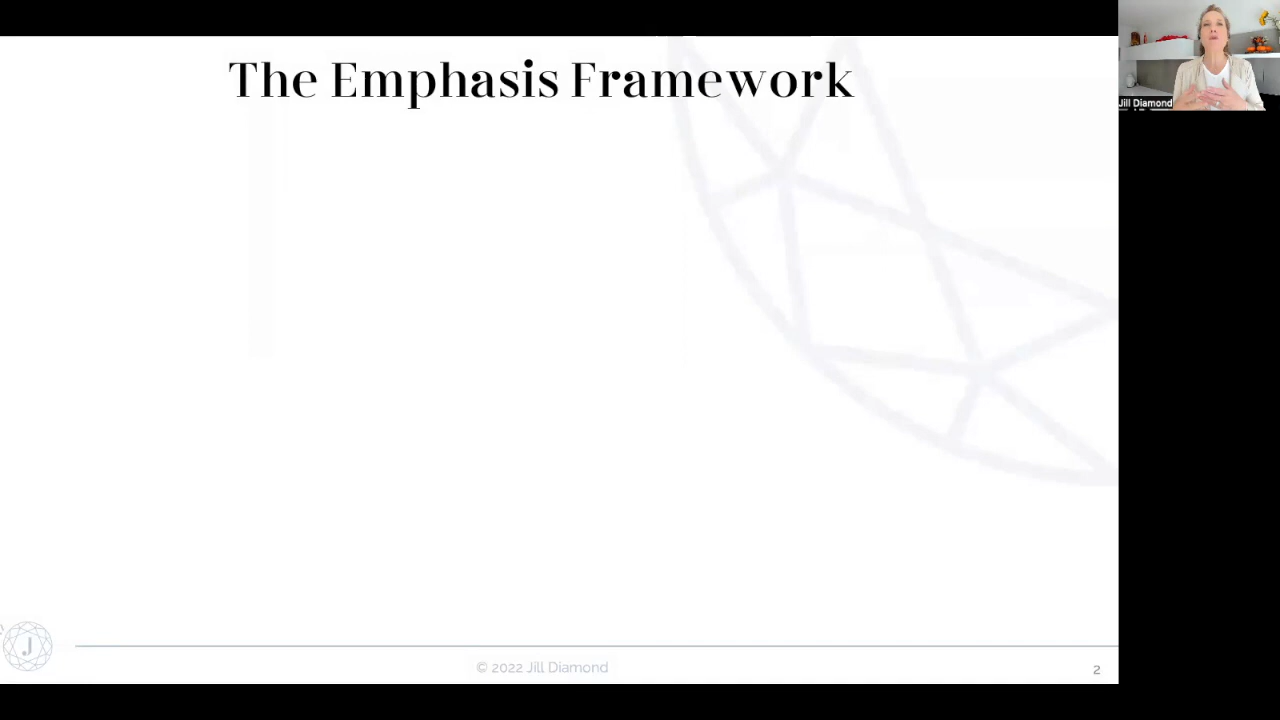 The Emphasis Framework
Jill Diamond
J
© 2022 Jill Diamond
2